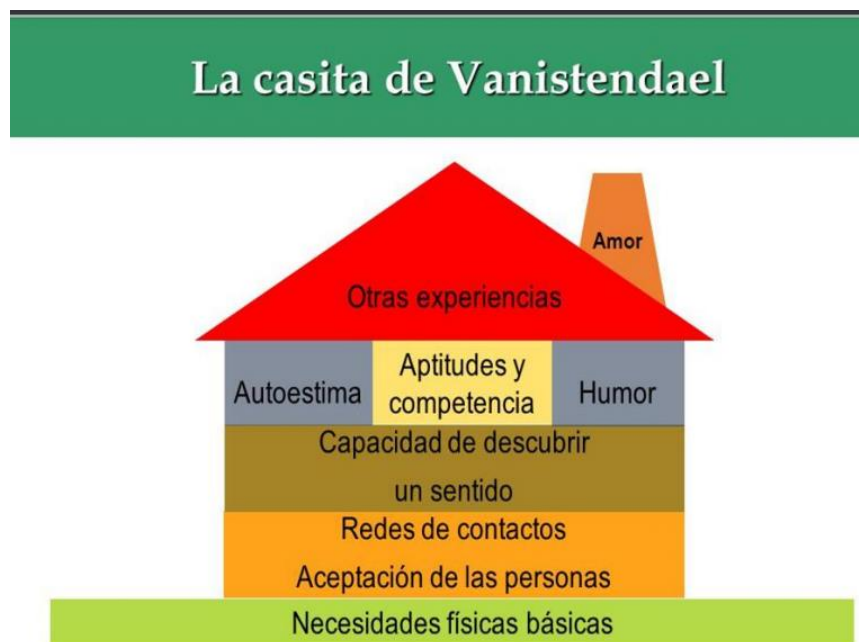 La casita de Vanistendael
Amor
Otras experiencias
Autoestima
Aptitudes y
competencia
Humor
Capacidad de descubrir
un sentido
Redes de contactos
Aceptación de las personas
Necesidades físicas básicas